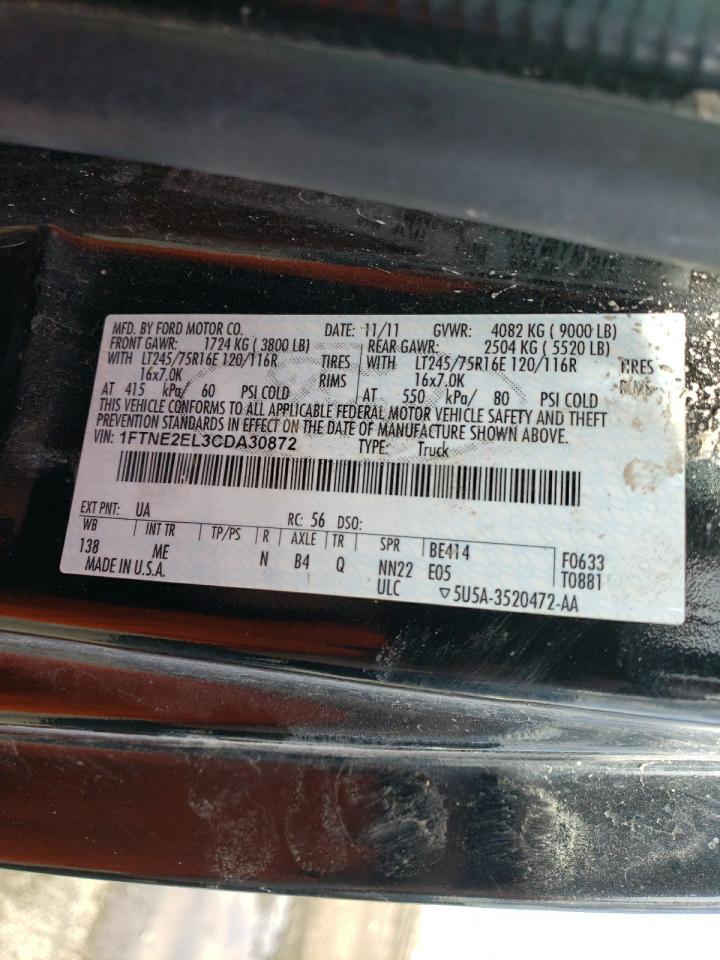 MFD. BY FORD MOTOR CO. DATE: 11/11 GVWR: 4082 KG ( 9000 LB)
FRONT GAWR: 1724 KG ( 3800 LB) REAR GAWR: 2504 KG ( 5520 LB)
WITH LT245/75R16E 120/116R TIRES WITH LT245/75R16E 120/116R TIRES
16x7.0K RIMS 16x7.0K RIMS
AT 415 kPa/ 60 PSI COLD AT 550 kPa/ 80 PSI COLD
THIS VEHICLE CONFORMS TO ALL APPLICABLE FEDERAL MOTOR VEHICLE SAFETY AND THEFT
PREVENTION STANDARDS IN EFFECT ON THE DATE OF MANUFACTURE SHOWN ABOVE.
VIN: 1FTNE2EL3CDA30872 TYPE: Truck
EXT PNT: UA RC: 56 DSO:
WB INT TR TP/PS R AXLE TR SPR BE414 F0633
138 ME N B4 Q NN22 E05 T0881
MADE IN U.S.A. ULC ▽5U5A-3520472-AA